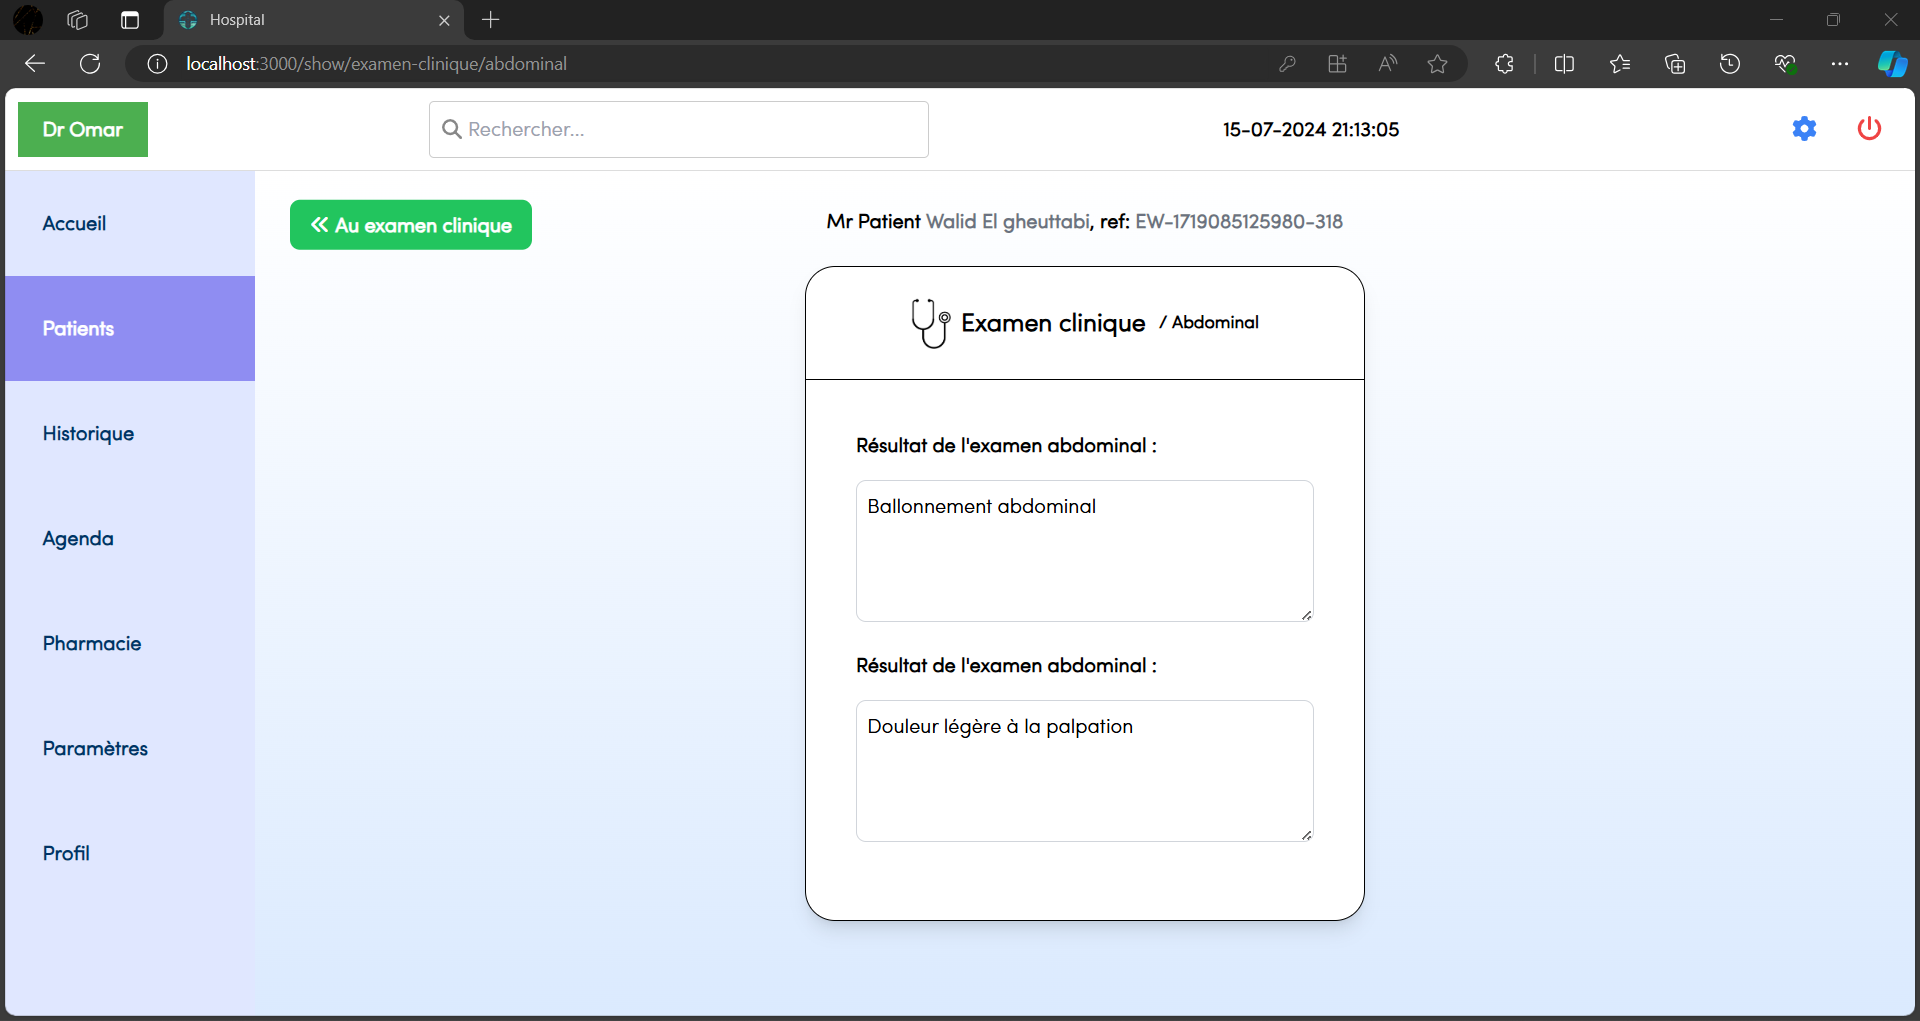 Hospital
localhost:3000/show/examen-clinique/abdominal
Dr Omar
Rechercher...
15-07-2024 21:13:05
Accueil
Patients
Historique
Agenda
Pharmacie
Paramètres
Profil
Au examen clinique
Mr Patient Walid El gheuttabi, ref: EW-1719085125980-318
Examen clinique / Abdominal
Résultat de l'examen abdominal :
Ballonnement abdominal
Résultat de l'examen abdominal :
Douleur légère à la palpation